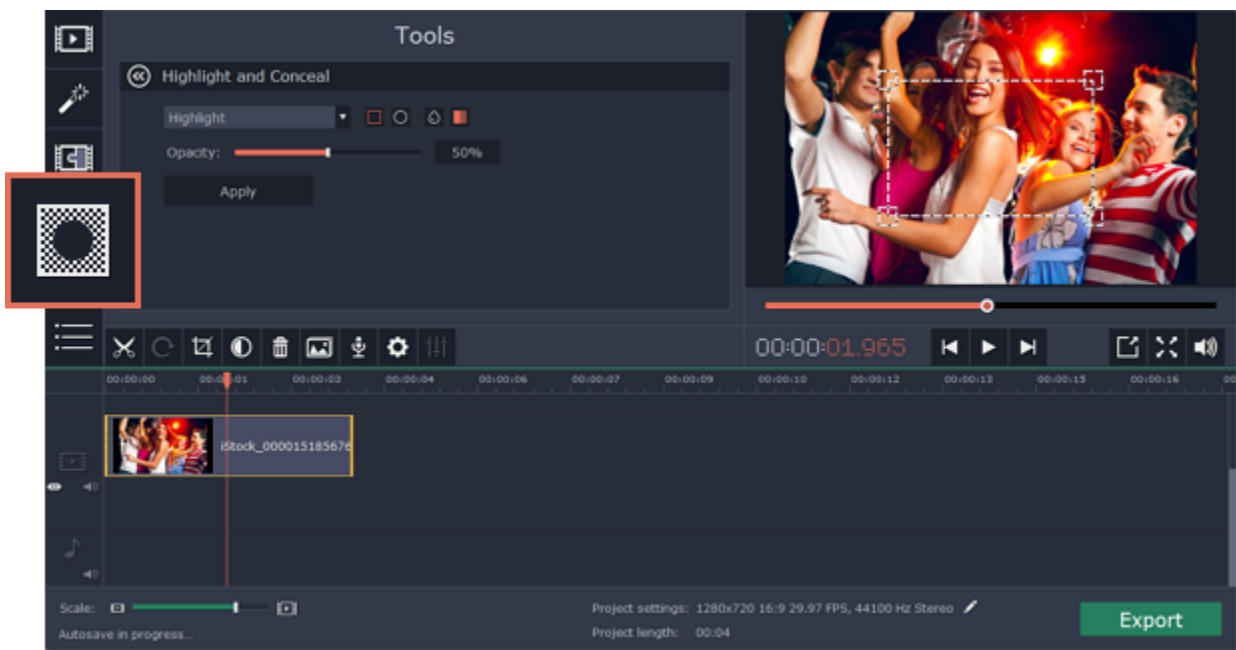 Tools
Highlight and Conceal
Highlight
Opacity: 50%
Apply
00:00:01.965
00:00:00 00:00:01 00:00:03 00:00:04 00:00:06 00:00:07 00:00:09 00:00:10 00:00:12 00:00:13 00:00:15 00:00:16 00
iStock_000015185676
Scale:
Project settings: 1280x720 16:9 29.97 FPS, 44100 Hz Stereo
Export
Autosave in progress...
Project length: 00:04